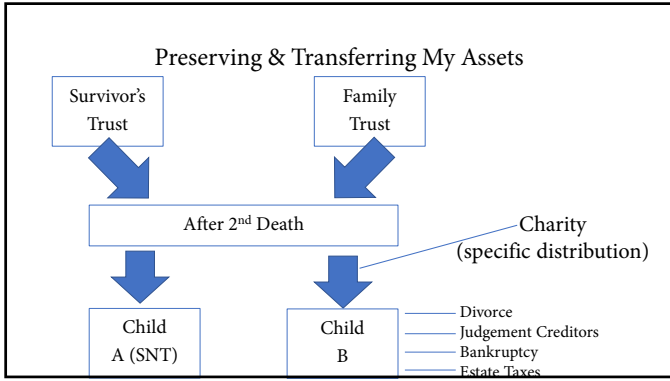 Preserving & Transferring My Assets
Survivor's
Trust
Family
Trust
After 2nd Death
Charity
(specific distribution)
Child
A (SNT)
Child
B
Divorce
Judgement Creditors
Bankruptcy
Estate Taxes